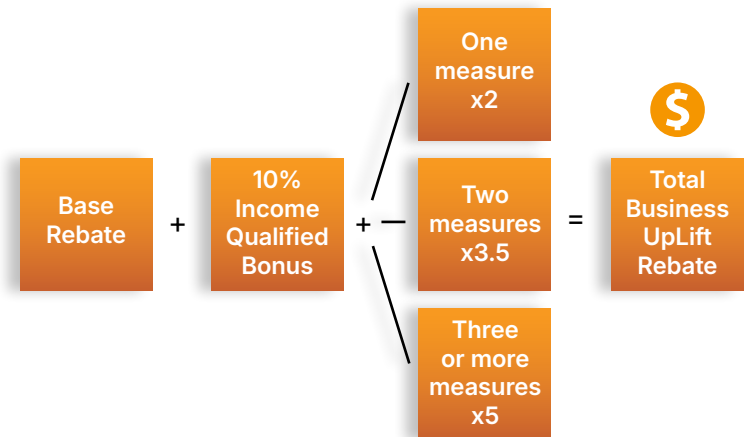 Base
Rebate
+
10%
Income
Qualified
Bonus
+
One
measure
x2
Two
measures
x3.5
Three
or more
measures
x5
=
$
Total
Business
UpLift
Rebate